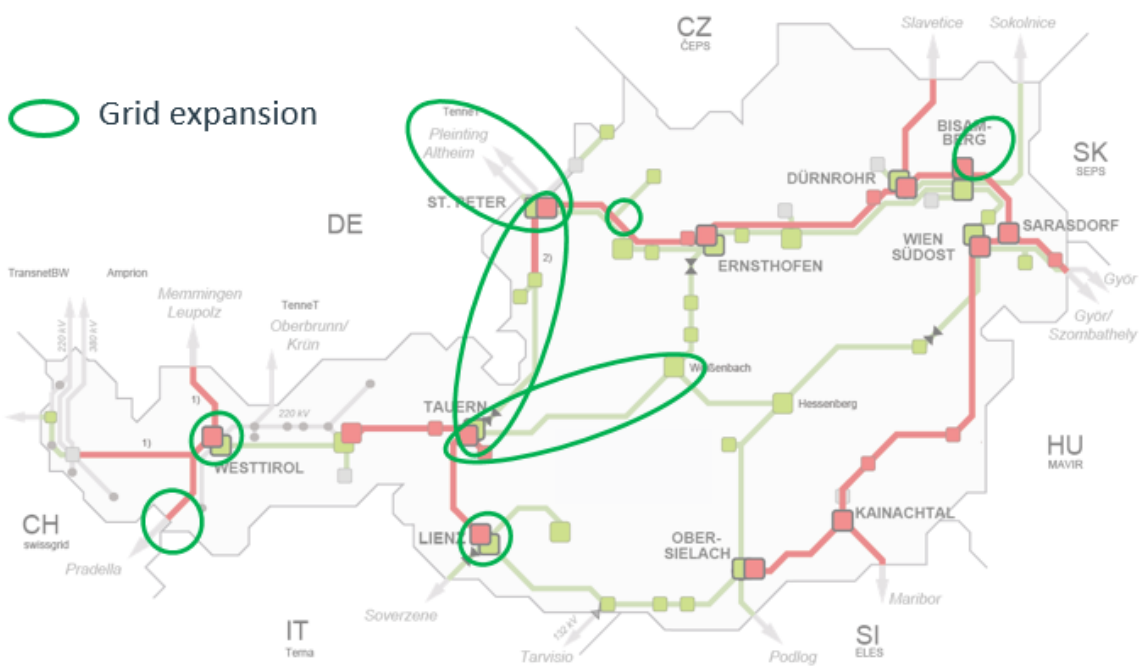 CZ
ČEPS
Slavetice
Sokolnice
Grid expansion
TenneT
Pleinting
Altheim
BISAM-
BERG
SK
SEPS
DÜRNROHR
ST. PETER
DE
SARASDORF
WIEN
SÜDOST
ERNSTHOFEN
2)
TransnetBW
Amprion
Memmingen
Leupolz
TenneT
Oberbrunn/
Krün
Györ
Györ/
Szombathely
220 kV
380 kV
Weißenbach
1)
220 kV
TAUERN
Hessenberg
1)
WESTTIROL
HU
MAVIR
CH
swissgrid
Pradella
LIENZ
OBER-
SIELACH
KAINACHTAL
Soverzene
Maribor
132 kV
IT
Terna
Tarvisio
SI
ELES
Podlog